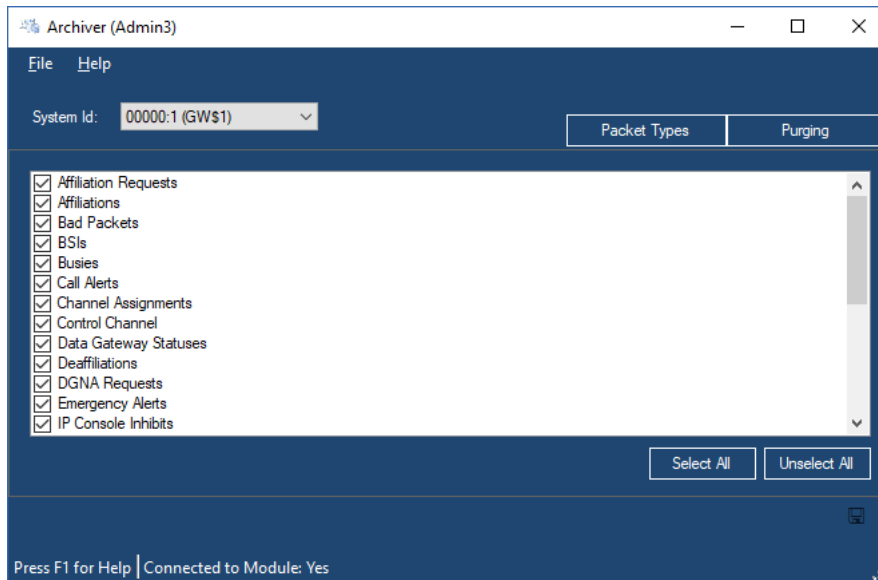 Archiver (Admin3)
File Help
System Id: 00000:1 (GW$1)
Packet Types Purging
Affiliation Requests
Affiliations
Bad Packets
BSIs
Busies
Call Alerts
Channel Assignments
Control Channel
Data Gateway Statuses
Deaffiliations
DGNA Requests
Emergency Alerts
IP Console Inhibits
Select All Unselect All
Press F1 for Help Connected to Module: Yes